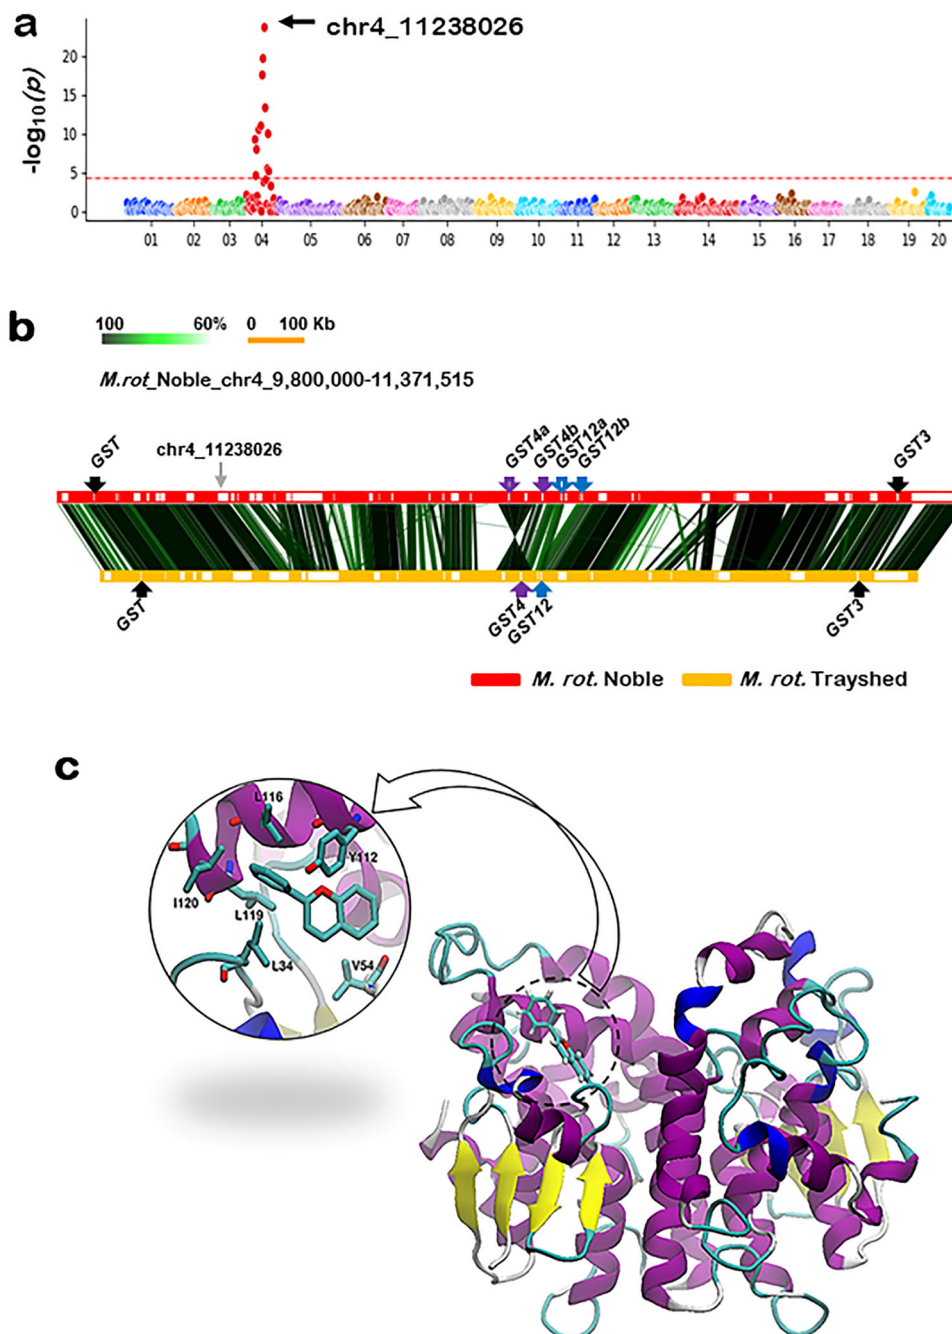 a
chr4_11238026
-log10(p)
20
15
10
5
0
01 02 03 04 05 06 07 08 09 10 11 12 13 14 15 16 17 18 19 20
b
100 60% 0 100 Kb
M.rot_Noble_chr4_9,800,000-11,371,515
GST chr4_11238026 GST4a GST4b GST12a GST12b GST3
GST GST4 GST12 GST3
M. rot. Noble M. rot. Trayshed
c
L116
Y112
I120
L119
L34
V54